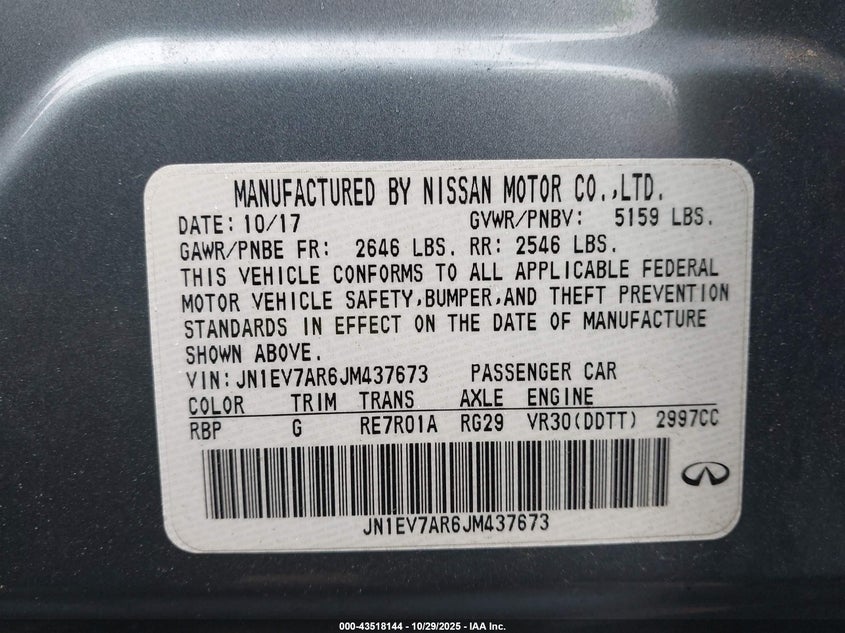 MANUFACTURED BY NISSAN MOTOR CO.,LTD.
DATE: 10/17 GVWR/PNBV: 5159 LBS.
GAWR/PNBE FR: 2646 LBS. RR: 2546 LBS.
THIS VEHICLE CONFORMS TO ALL APPLICABLE FEDERAL
MOTOR VEHICLE SAFETY,BUMPER,AND THEFT PREVENTION
STANDARDS IN EFFECT ON THE DATE OF MANUFACTURE
SHOWN ABOVE.
VIN:JN1EV7AR6JM437673 PASSENGER CAR
COLOR TRIM TRANS AXLE ENGINE
RBP G RE7R01A RG29 VR30(DDTT) 2997CC
JN1EV7AR6JM437673
000-43518144 - 10/29/2025 - IAA Inc.